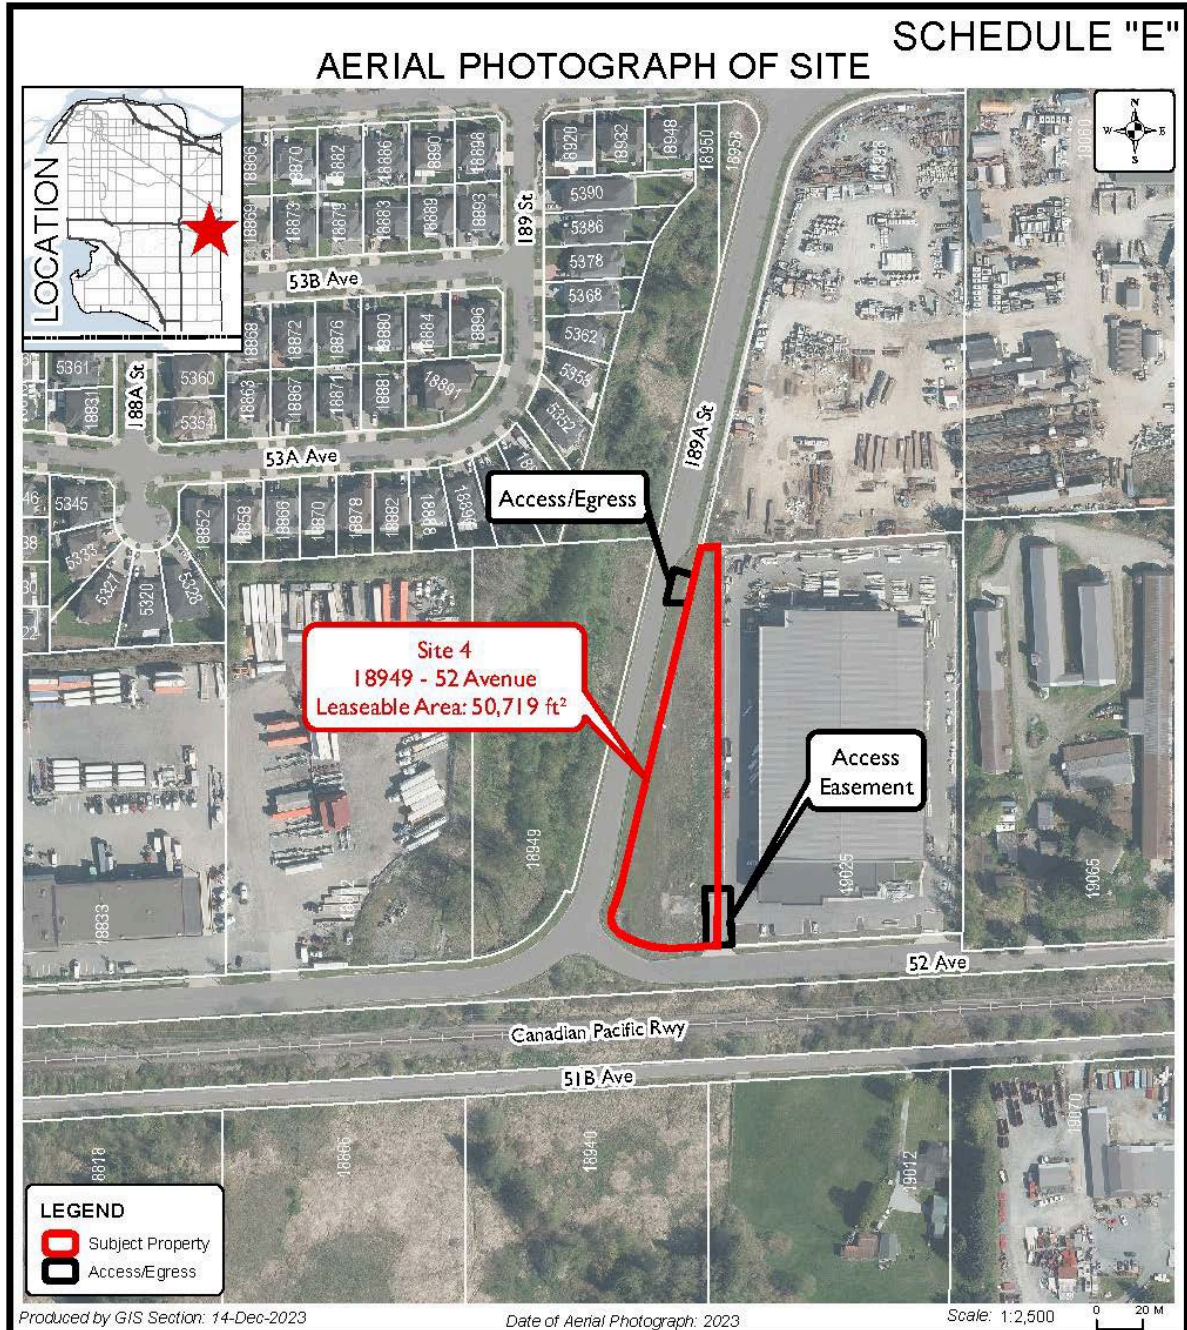 SCHEDULE "E"
AERIAL PHOTOGRAPH OF SITE
LOCATION
N
W E
S
18866
18870
18882
18886
18890
18898
18920
18932
18948
18950
18958
18869
18873
18879
18883
18889
18893
189 St
5390
5386
5378
5368
5362
5358
5352
53B Ave
18868
18872
18876
18880
18884
18896
5361
18831
188A St
5360
5354
18863
18867
18871
18881
18891
53A Ave
189A St
19060
5345
5333
5327
5320
5328
18852
18858
18866
18870
18878
18882
18888
Access/Egress
Site 4
18949 - 52 Avenue
Leaseable Area: 50,719 ft²
Access
Easement
18833
18949
19025
19065
52 Ave
Canadian Pacific Rwy
51B Ave
18866
18940
19012
19070
LEGEND
Subject Property
Access/Egress
Produced by GIS Section: 14-Dec-2023
Date of Aerial Photograph: 2023
Scale: 1:2,500
0 20 M